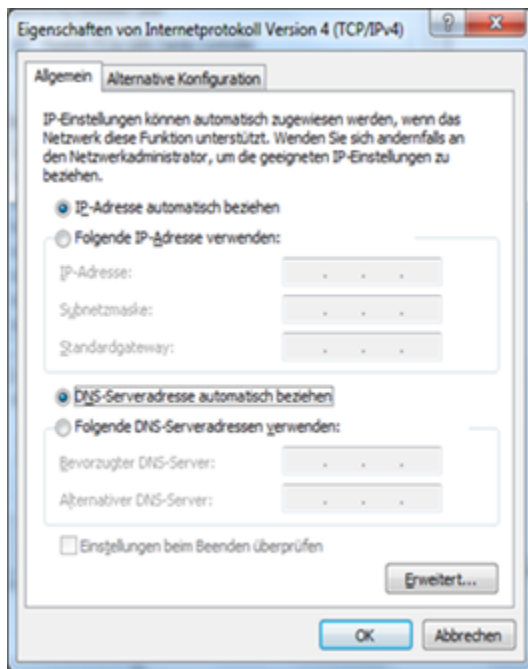 Eigenschaften von Internetprotokoll Version 4 (TCP/IPv4)
Allgemein
Alternative Konfiguration
IP-Einstellungen können automatisch zugewiesen werden, wenn das
Netzwerk diese Funktion unterstützt. Wenden Sie sich andernfalls an
den Netzwerkadministrator, um die geeigneten IP-Einstellungen zu
beziehen.
IP-Adresse automatisch beziehen
Folgende IP-Adresse verwenden:
IP-Adresse:
Subnetzmaske:
Standardgateway:
DNS-Serveradresse automatisch beziehen
Folgende DNS-Serveradressen verwenden:
Bevorzugter DNS-Server:
Alternativer DNS-Server:
Einstellungen beim Beenden überprüfen
Erweitert...
OK
Abbrechen